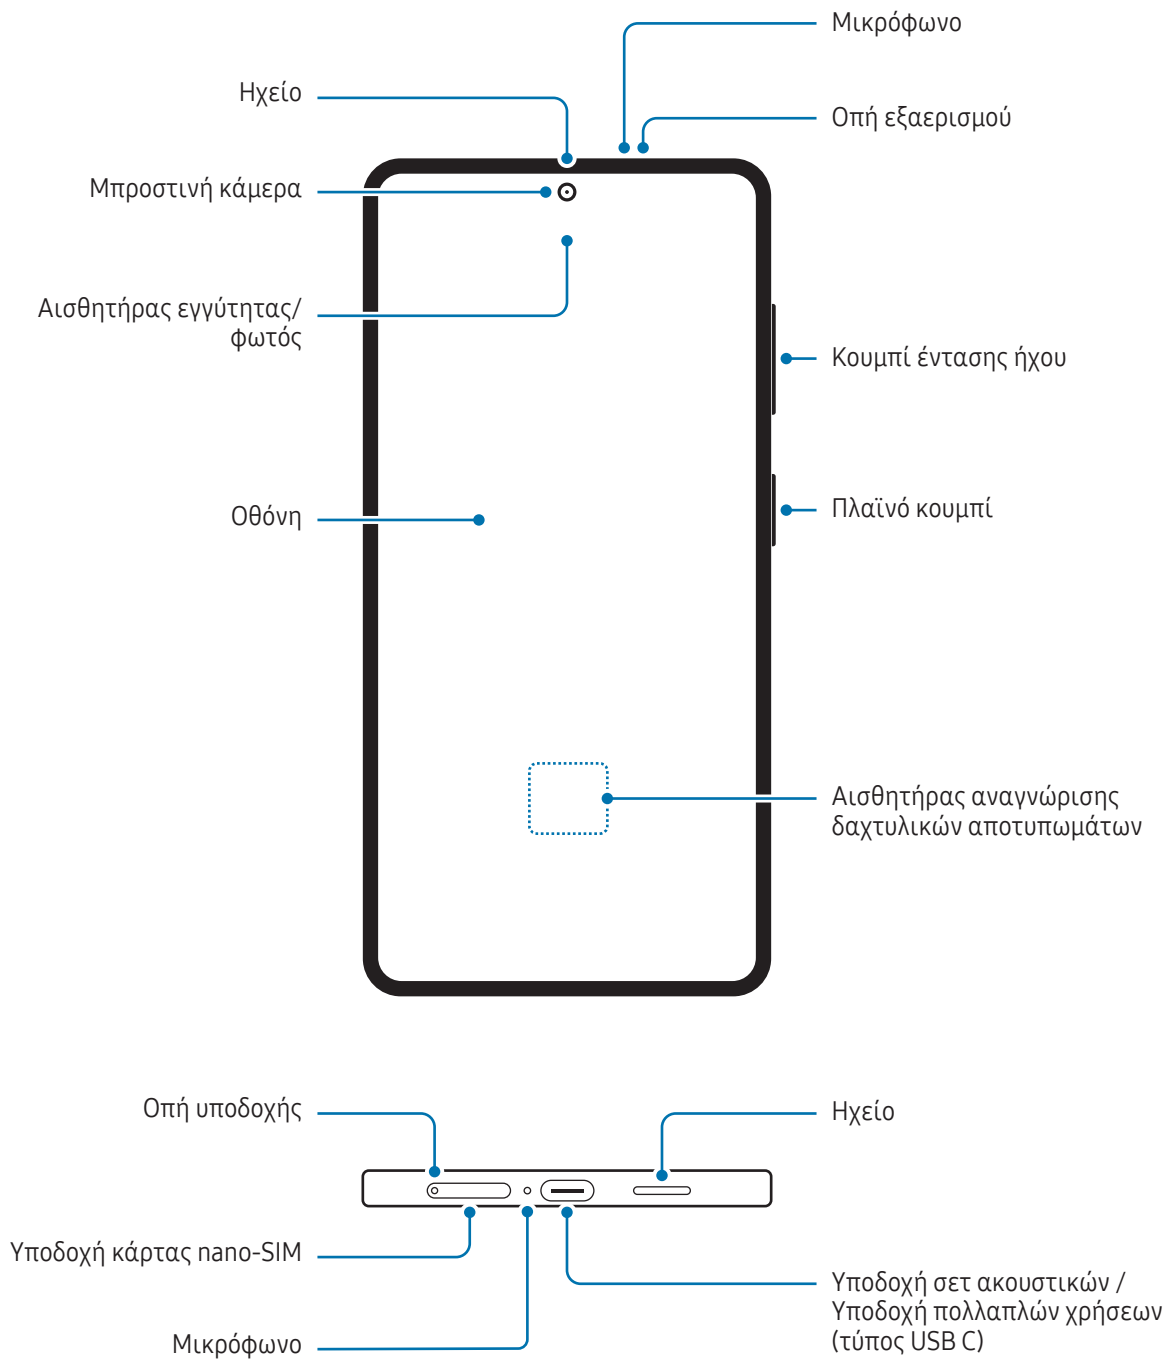 Μικρόφωνο
Ηχείο
Οπή εξαερισμού
Μπροστινή κάμερα
Αισθητήρας εγγύτητας/
φωτός
Κουμπί έντασης ήχου
Οθόνη
Πλαϊνό κουμπί
Αισθητήρας αναγνώρισης
δαχτυλικών αποτυπωμάτων
Οπή υποδοχής
Ηχείο
Υποδοχή κάρτας nano-SIM
Υποδοχή σετ ακουστικών /
Υποδοχή πολλαπλών χρήσεων
(τύπος USB C)
Μικρόφωνο